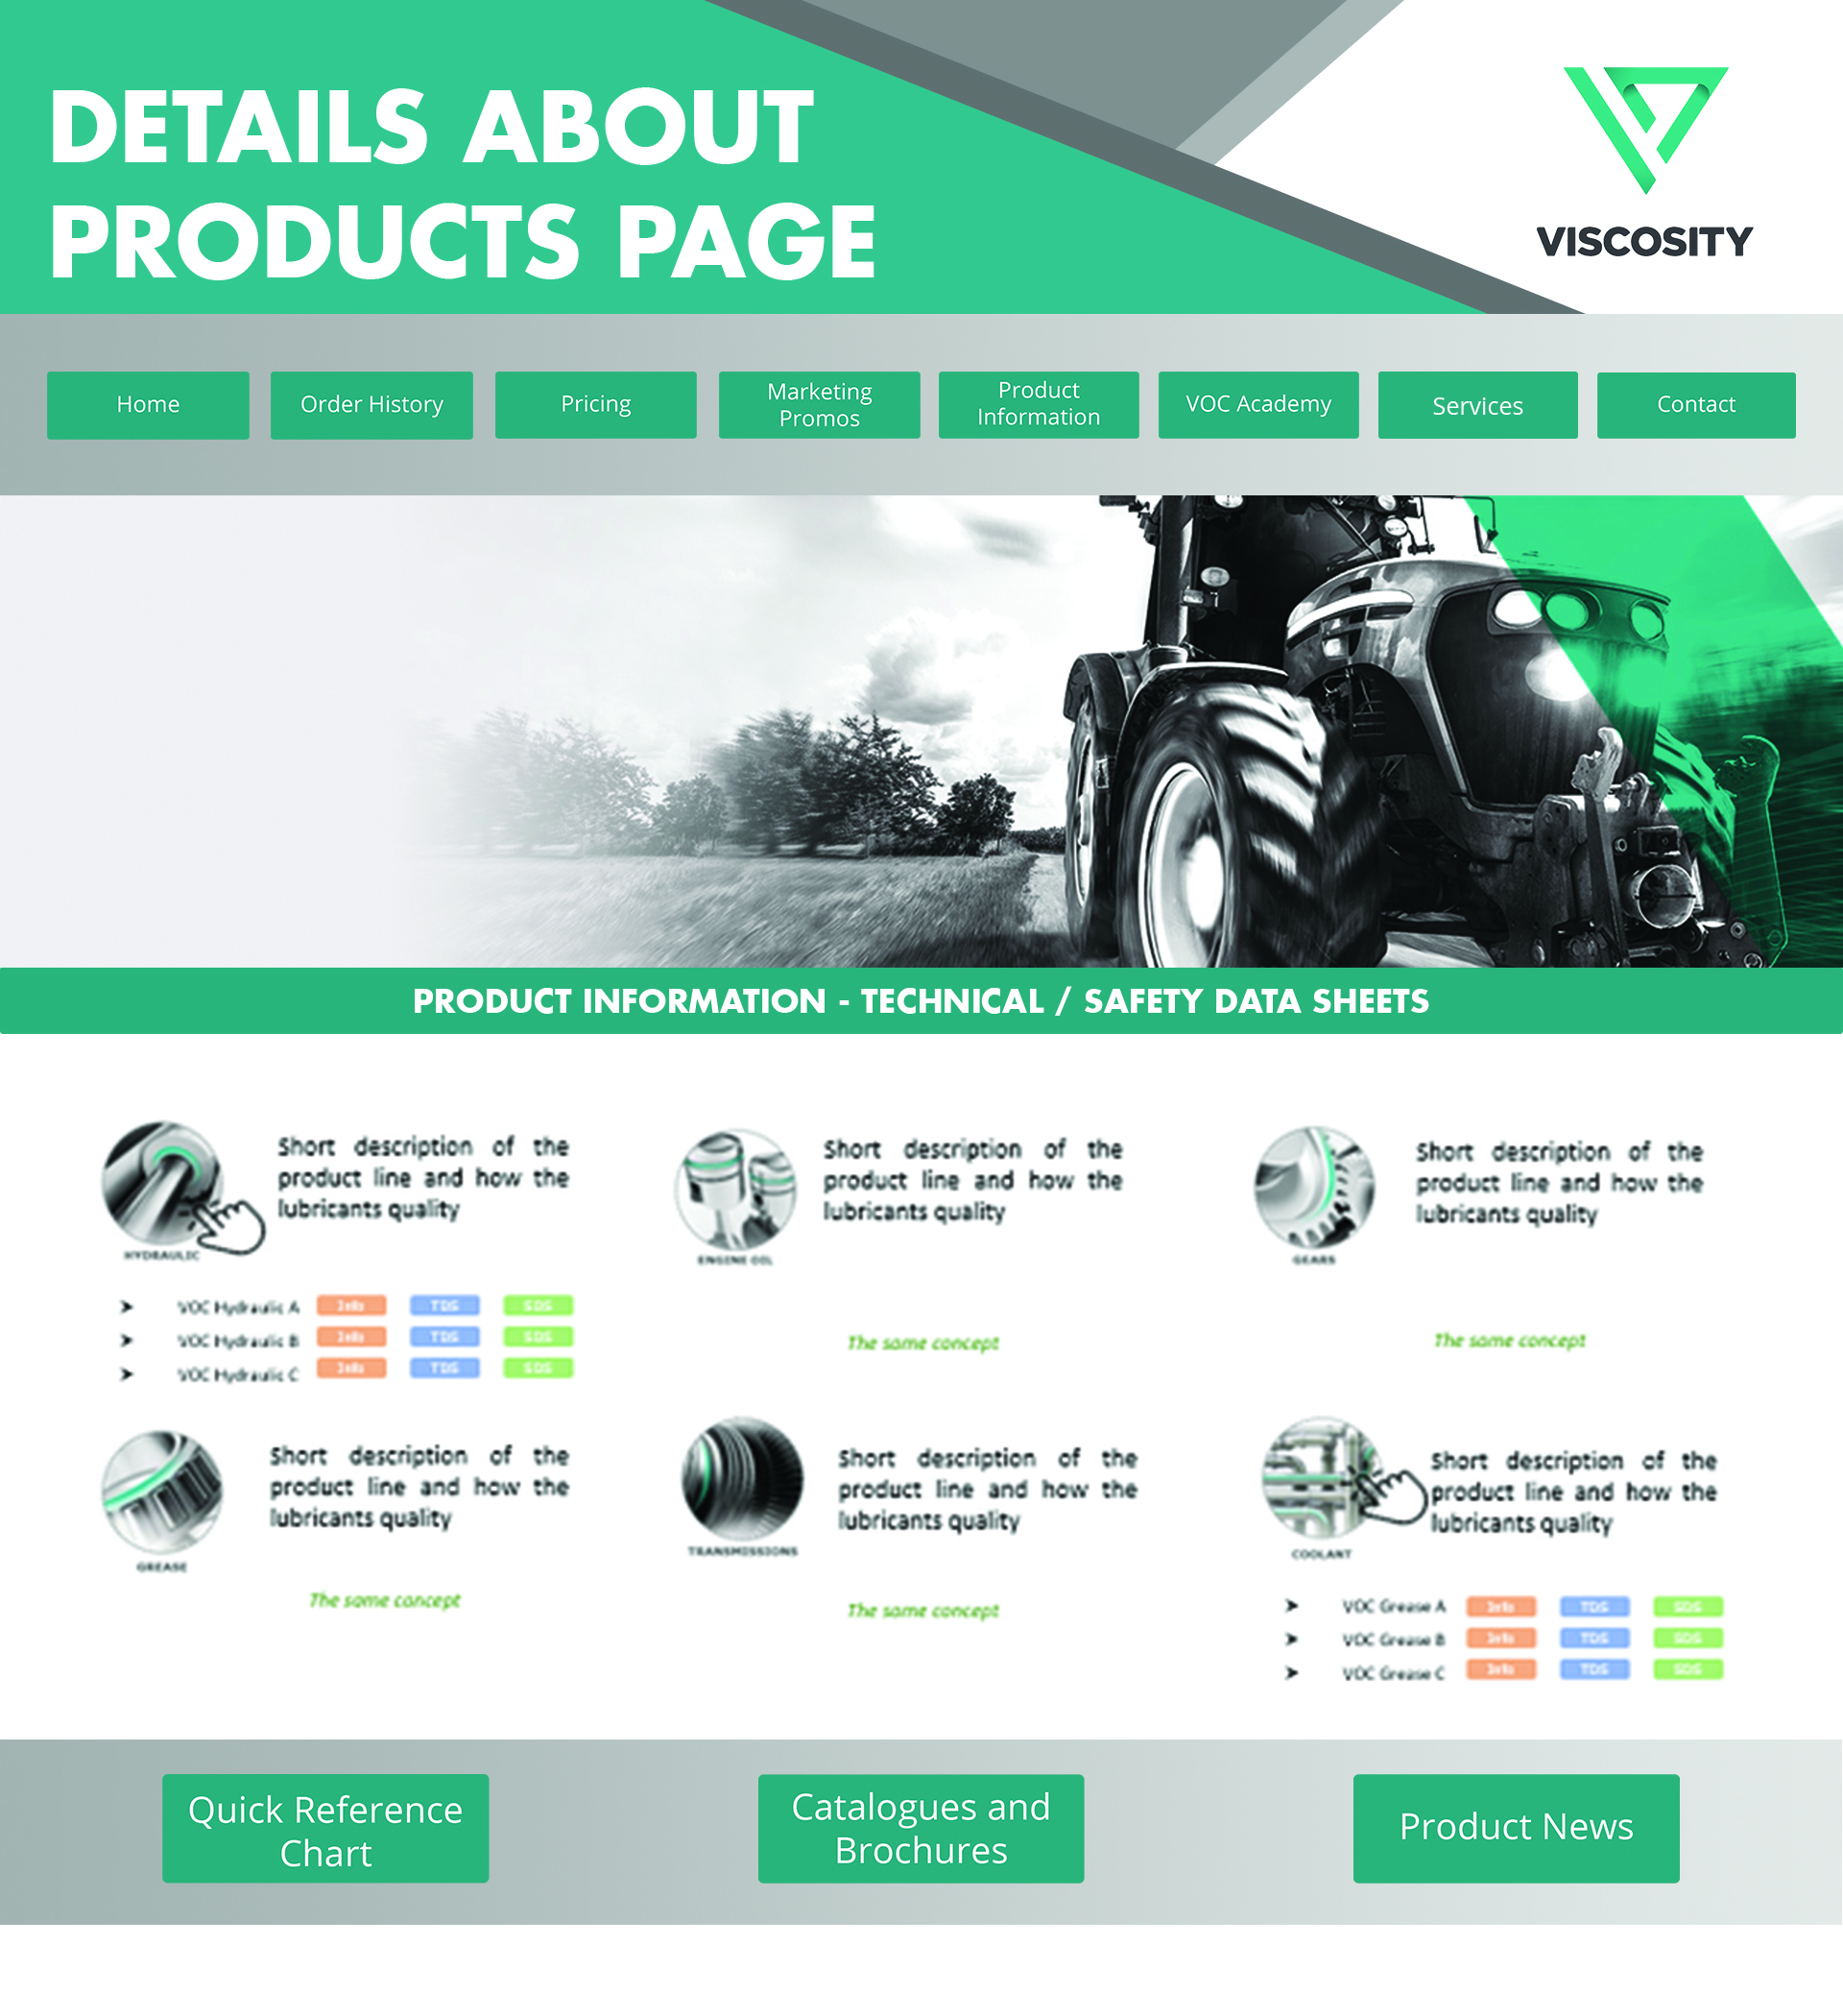 DETAILS ABOUT
PRODUCTS PAGE
VISCOSITY
Home
Order History
Pricing
Marketing
Promos
Product
Information
VOC Academy
Services
Contact
PRODUCT INFORMATION - TECHNICAL / SAFETY DATA SHEETS
Short description of the
product line and how the
lubricants quality
HYDRAULIC
Short description of the
product line and how the
lubricants quality
ENGINE OIL
Short description of the
product line and how the
lubricants quality
GEARS
VOC Hydraulic A Info TDS SDS
VOC Hydraulic B Info TDS SDS
VOC Hydraulic C Info TDS SDS
The same concept
The same concept
Short description of the
product line and how the
lubricants quality
GREASE
The same concept
Short description of the
product line and how the
lubricants quality
TRANSMISSIONS
The same concept
Short description of the
product line and how the
lubricants quality
COOLANT
VOC Grease A Info TDS SDS
VOC Grease B Info TDS SDS
VOC Grease C Info TDS SDS
Quick Reference
Chart
Catalogues and
Brochures
Product News